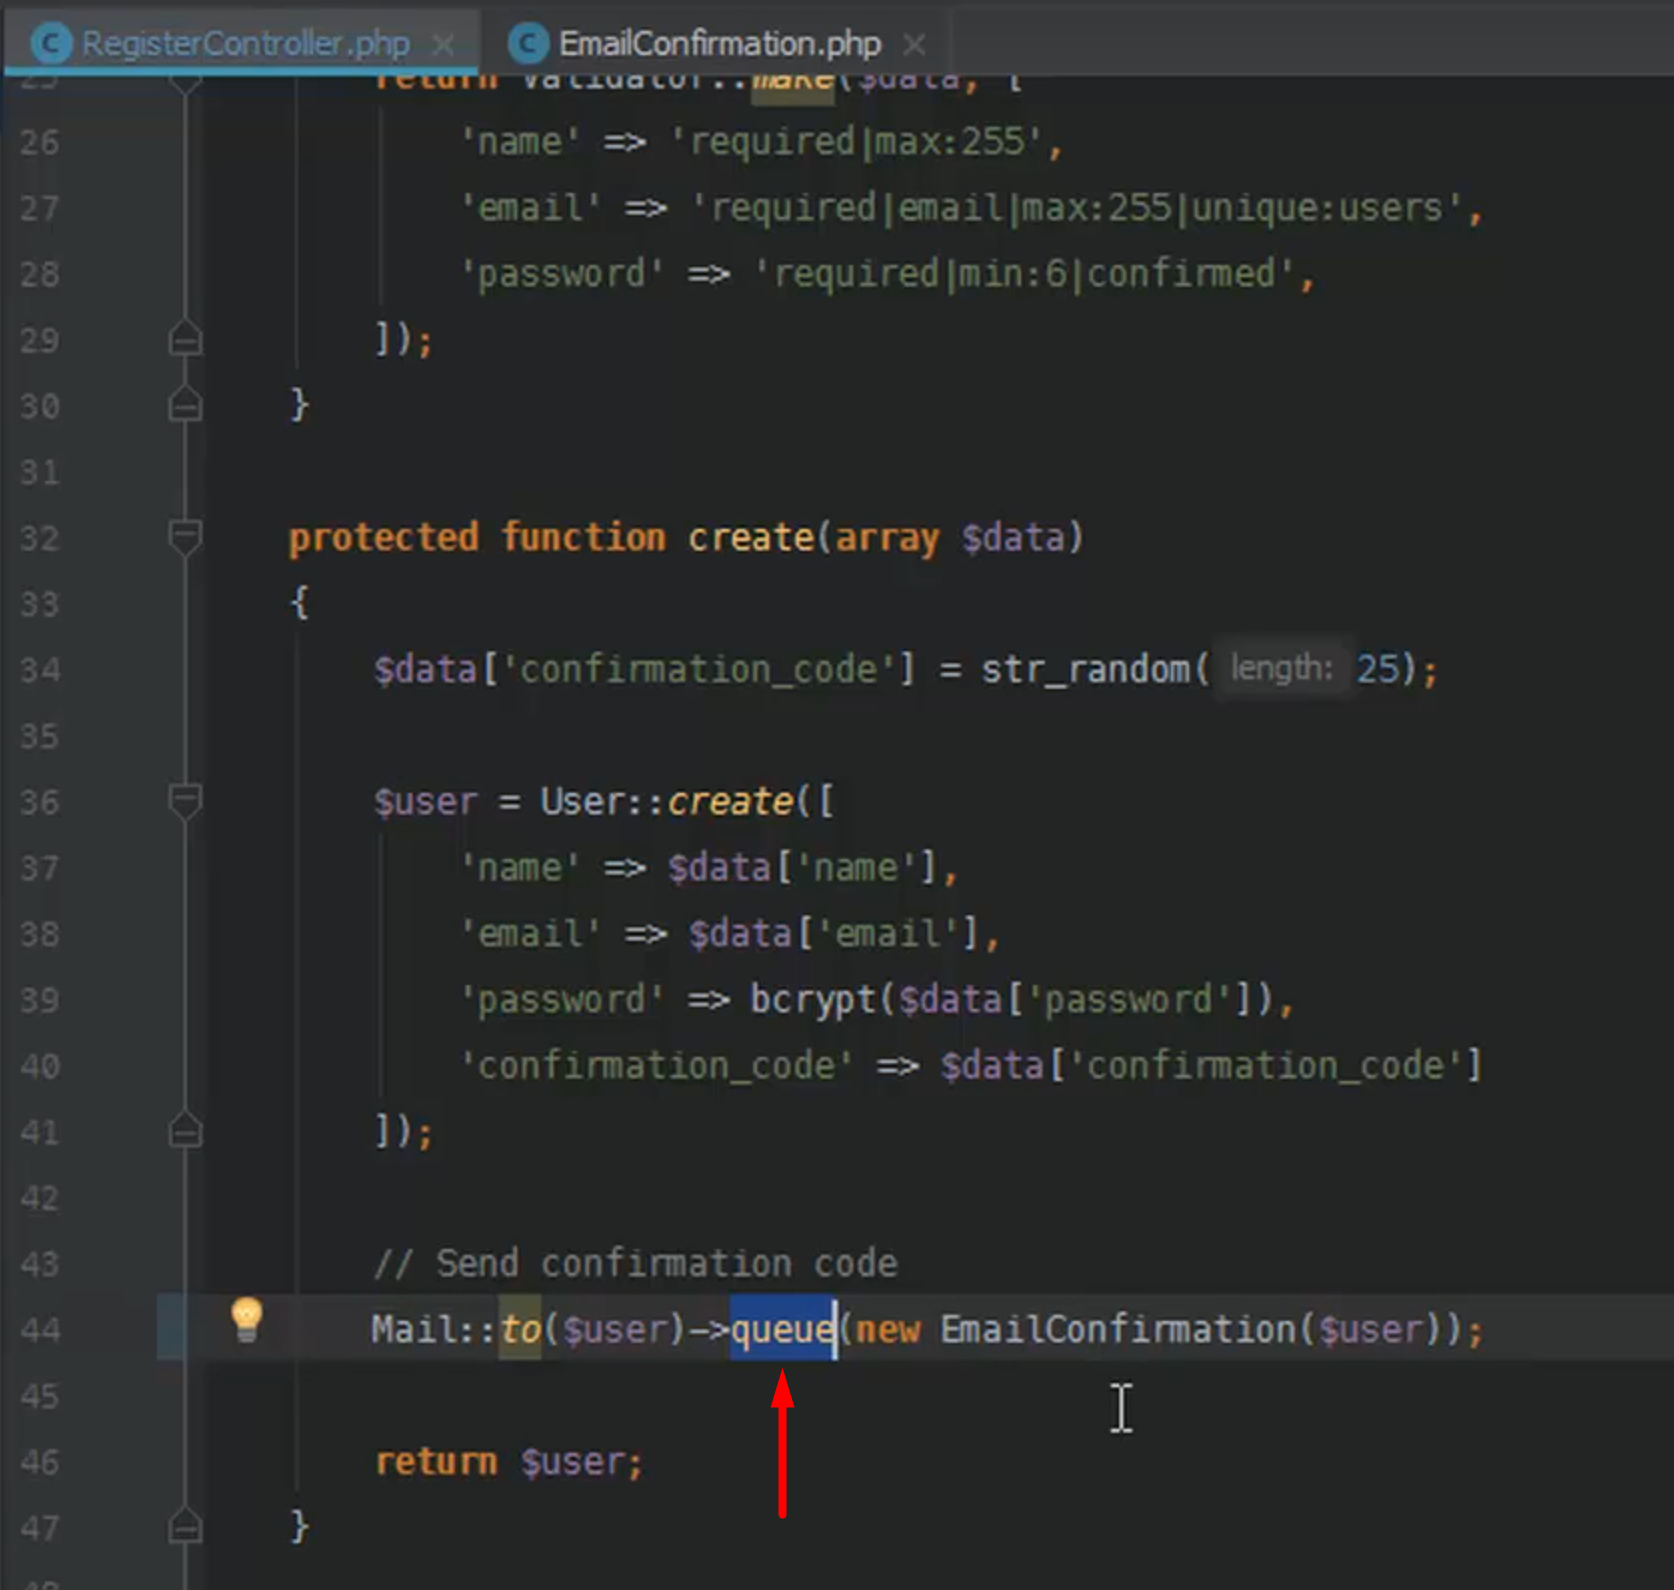 RegisterController.php EmailConfirmation.php
25 return Validator::make($data, [
26 'name' => 'required|max:255',
27 'email' => 'required|email|max:255|unique:users',
28 'password' => 'required|min:6|confirmed',
29 ]);
30 }
31
32 protected function create(array $data)
33 {
34 $data['confirmation_code'] = str_random( length: 25);
35
36 $user = User::create([
37 'name' => $data['name'],
38 'email' => $data['email'],
39 'password' => bcrypt($data['password']),
40 'confirmation_code' => $data['confirmation_code']
41 ]);
42
43 // Send confirmation code
44 Mail::to($user)->queue(new EmailConfirmation($user));
45
46 return $user;
47 }